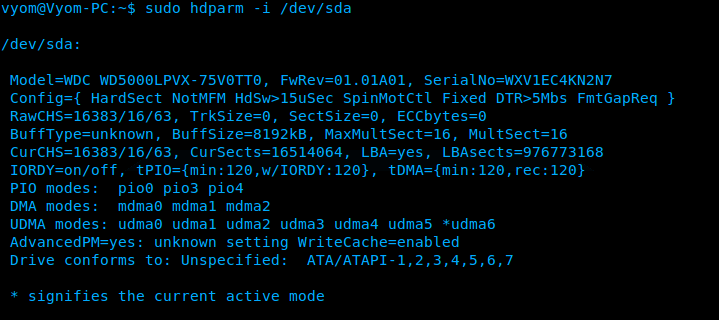 vyom@Vyom-PC:~$ sudo hdparm -i /dev/sda
/dev/sda:
Model=WDC WD5000LPVX-75V0TT0, FwRev=01.01A01, SerialNo=WXV1EC4KN2N7
Config={ HardSect NotMFM HdSw>15uSec SpinMotCtl Fixed DTR>5Mbs FmtGapReq }
RawCHS=16383/16/63, TrkSize=0, SectSize=0, ECCbytes=0
BuffType=unknown, BuffSize=8192kB, MaxMultSect=16, MultSect=16
CurCHS=16383/16/63, CurSects=16514064, LBA=yes, LBAsects=976773168
IORDY=on/off, tPIO={min:120,w/IORDY:120}, tDMA={min:120,rec:120}
PIO modes:  pio0 pio3 pio4
DMA modes:  mdma0 mdma1 mdma2
UDMA modes: udma0 udma1 udma2 udma3 udma4 udma5 *udma6
AdvancedPM=yes: unknown setting WriteCache=enabled
Drive conforms to: Unspecified:  ATA/ATAPI-1,2,3,4,5,6,7
* signifies the current active mode